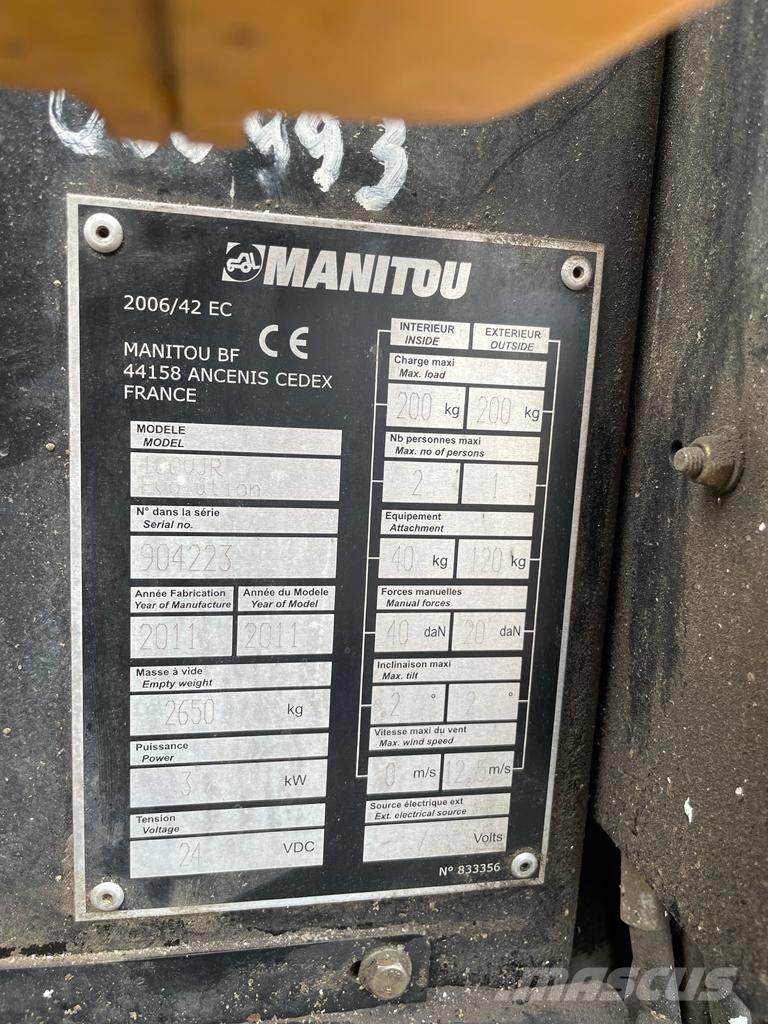 493
MANITOU
2006/42 EC
CE
MANITOU BF
44158 ANCENIS CEDEX
FRANCE
MODELE
MODEL
N° dans la série
Serial no.
904223
Année Fabrication
Year of Manufacture
2011
Année du Modele
Year of Model
2011
Masse à vide
Empty weight
2650 kg
Puissance
Power
3 kW
Tension
Voltage
24 VDC
INTERIEUR
INSIDE
EXTERIEUR
OUTSIDE
Charge maxi
Max. load
200 kg 200 kg
Nb personnes maxi
Max. no of persons
2 1
Equipement
Attachment
40 kg 120 kg
Forces manuelles
Manual forces
40 daN 20 daN
Inclinaison maxi
Max. tilt
2 ° 2 °
Vitesse maxi du vent
Max. wind speed
0 m/s 12.5 m/s
Source électrique ext
Ext. electrical source
Volts
N° 833356
MASCUS